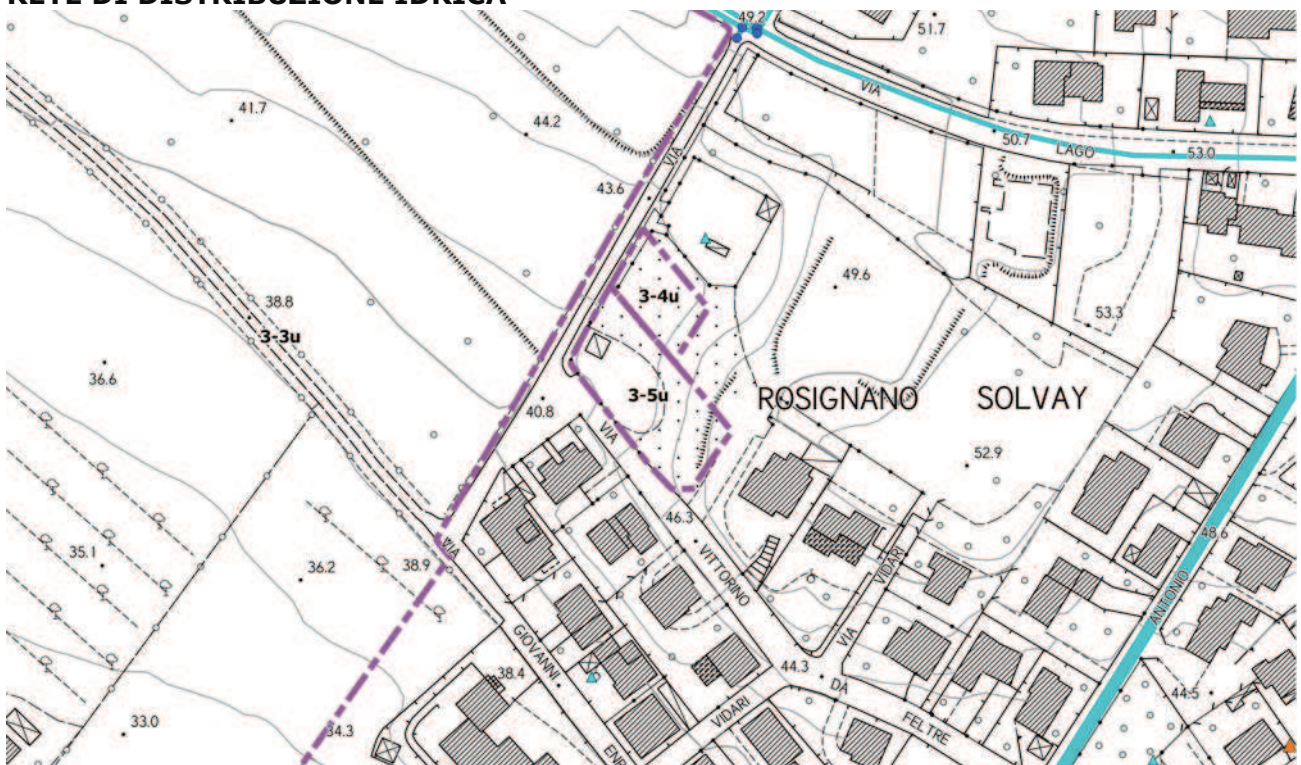 RETE DI DISTRIBUZIONE IDRICA
49.2
51.7
41.7
44.2
VIA
VIA
50.7
LAGO
53.0
43.6
49.6
3-4u
38.8
3-3u
53.3
36.6
3-5u
40.8
ROSIGNANO SOLVAY
VIA
52.9
46.3
48.6
35.1
36.2
38.9
VIA
VITTORINO
VIDARI
ANTONIO
GIOVANNI
VIA
38.4
44.3
DA
44.5
33.0
34.3
VIDARI
FELTRE